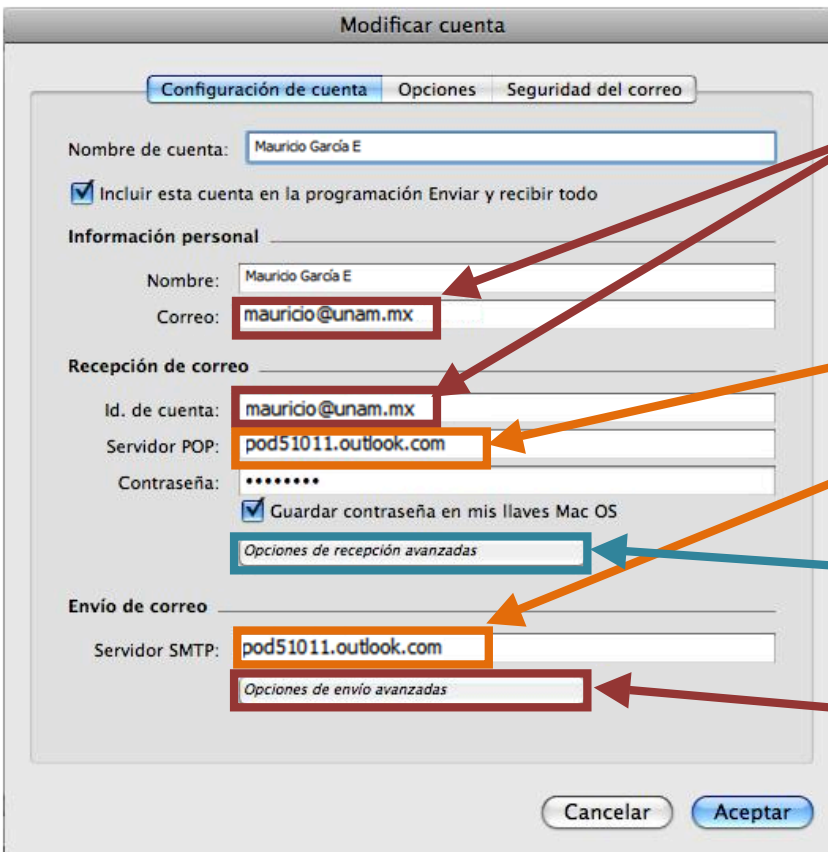 Modificar cuenta
Configuración de cuenta Opciones Seguridad del correo
Nombre de cuenta: Mauricio García E
Incluir esta cuenta en la programación Enviar y recibir todo
Información personal
Nombre: Mauricio García E
Correo: mauricio@unam.mx
Recepción de correo
Id. de cuenta: mauricio@unam.mx
Servidor POP: pod51011.outlook.com
Contraseña: ••••••••
Guardar contraseña en mis llaves Mac OS
Opciones de recepción avanzadas
Envío de correo
Servidor SMTP: pod51011.outlook.com
Opciones de envío avanzadas
Cancelar Aceptar